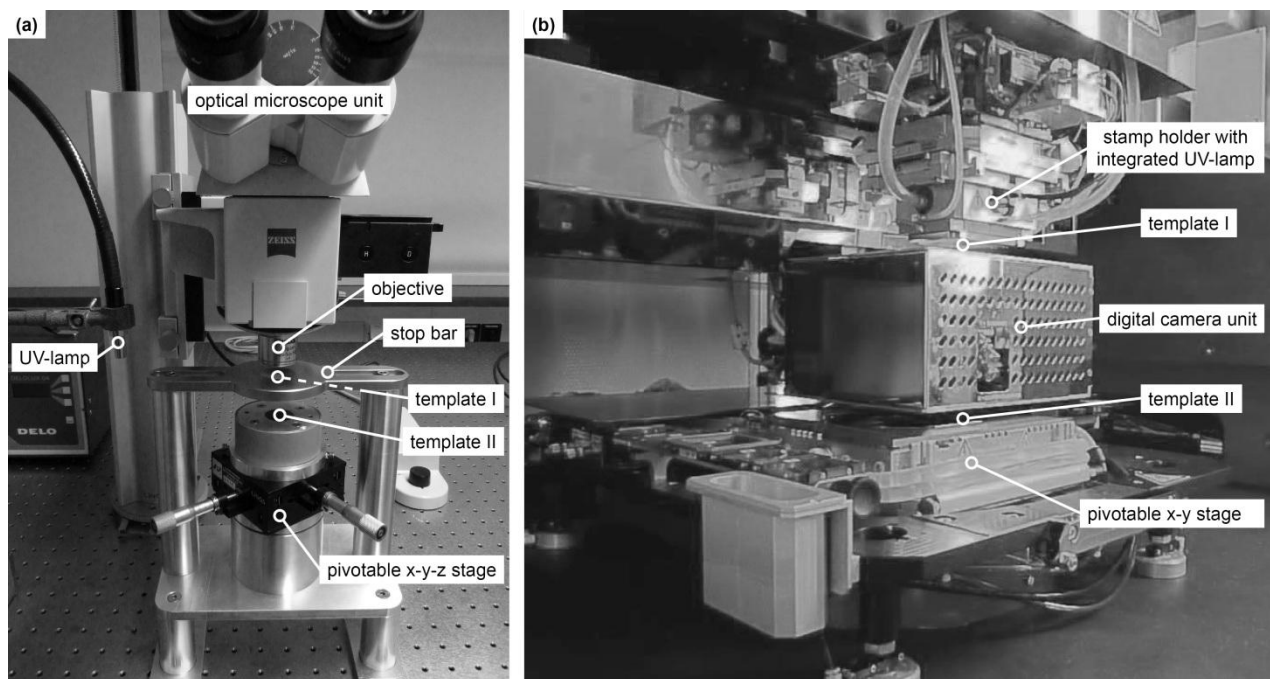 (a)
optical microscope unit
ZEISS
H
objective
stop bar
UV-lamp
template I
DELO
template II
pivotable x-y-z stage
(b)
stamp holder with
integrated UV-lamp
template I
digital camera unit
template II
pivotable x-y stage